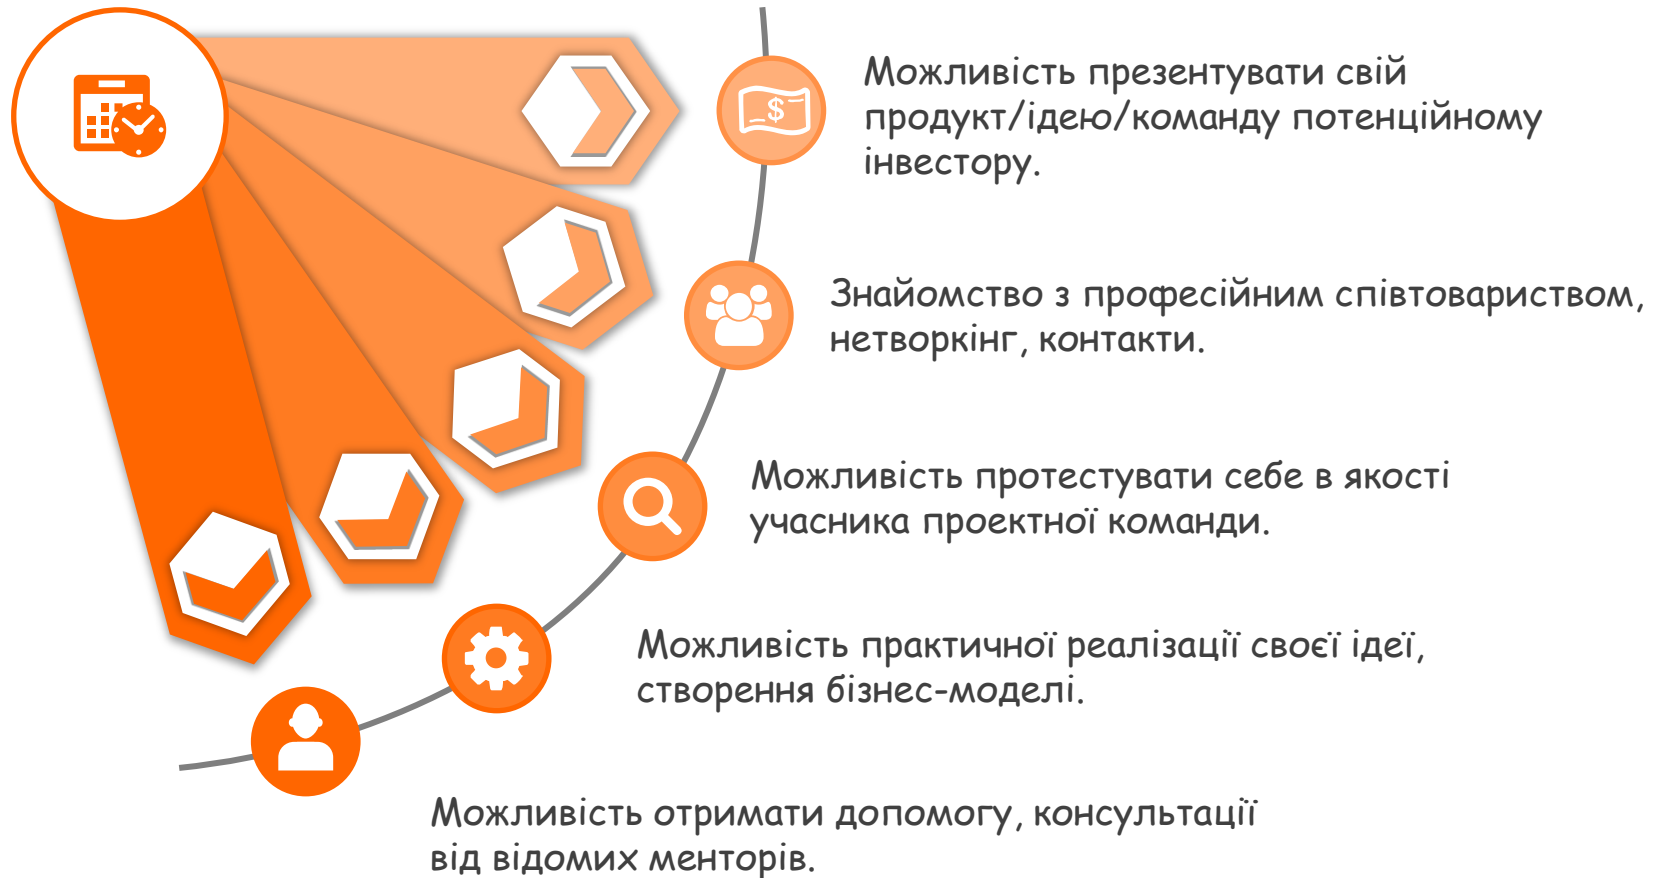 Можливість презентувати свій
продукт/ідею/команду потенційному
інвестору.
Знайомство з професійним співтовариством,
нетворкінг, контакти.
Можливість протестувати себе в якості
учасника проектної команди.
Можливість практичної реалізації своєї ідеї,
створення бізнес-моделі.
Можливість отримати допомогу, консультації
від відомих менторів.